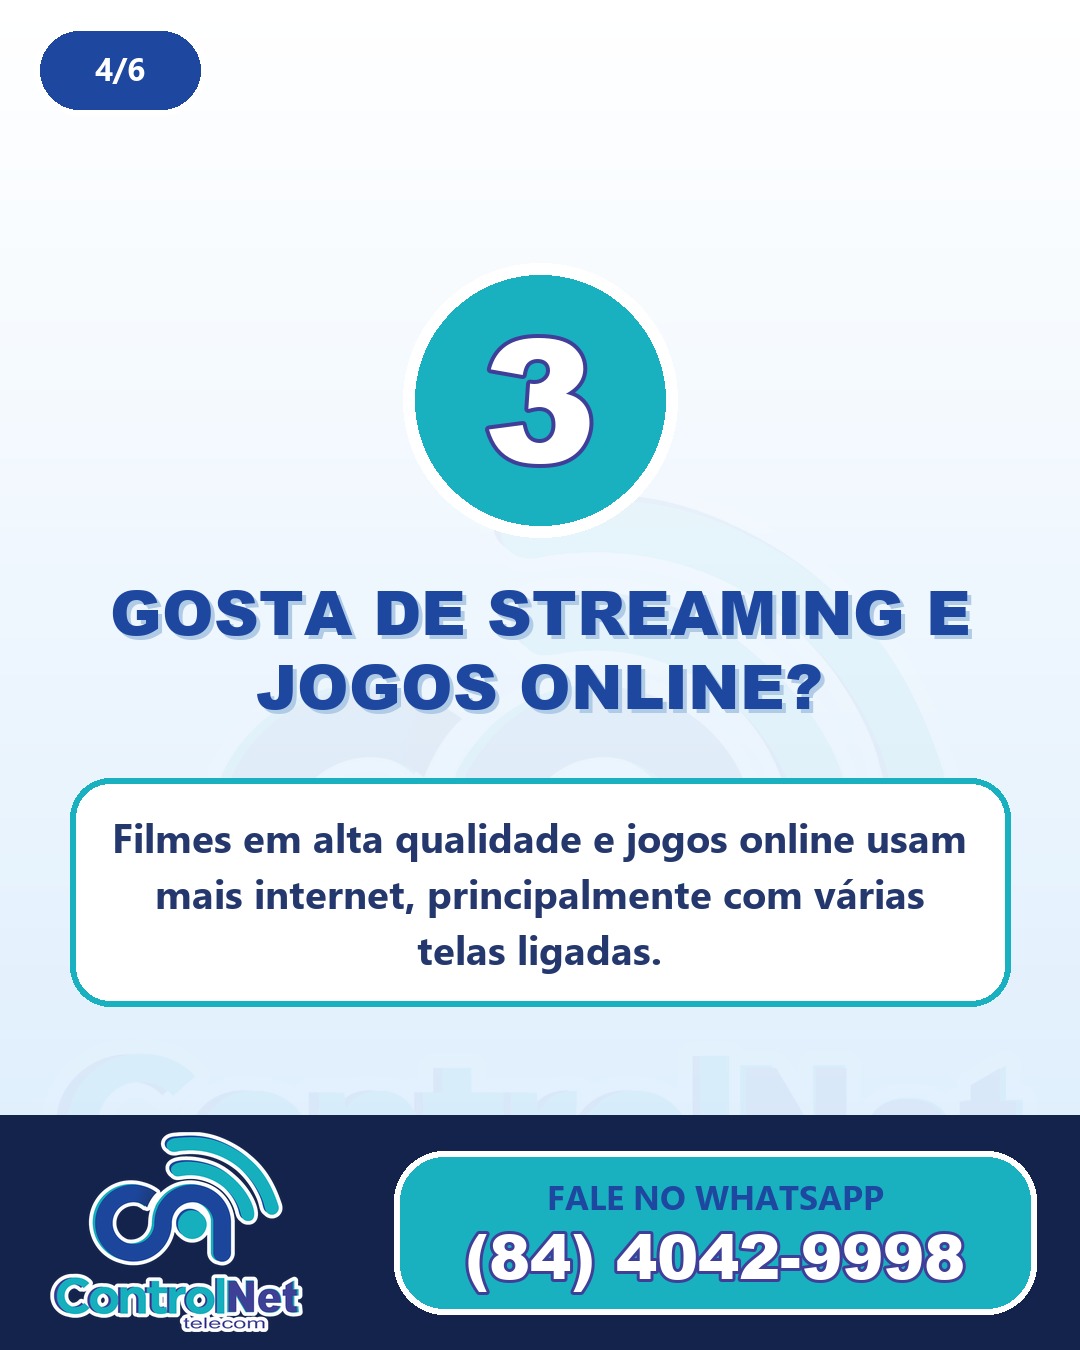 4/6
3
GOSTA DE STREAMING E
JOGOS ONLINE?
Filmes em alta qualidade e jogos online usam
mais internet, principalmente com várias
telas ligadas.
ControlNet
ControlNet
telecom
FALE NO WHATSAPP
(84) 4042-9998